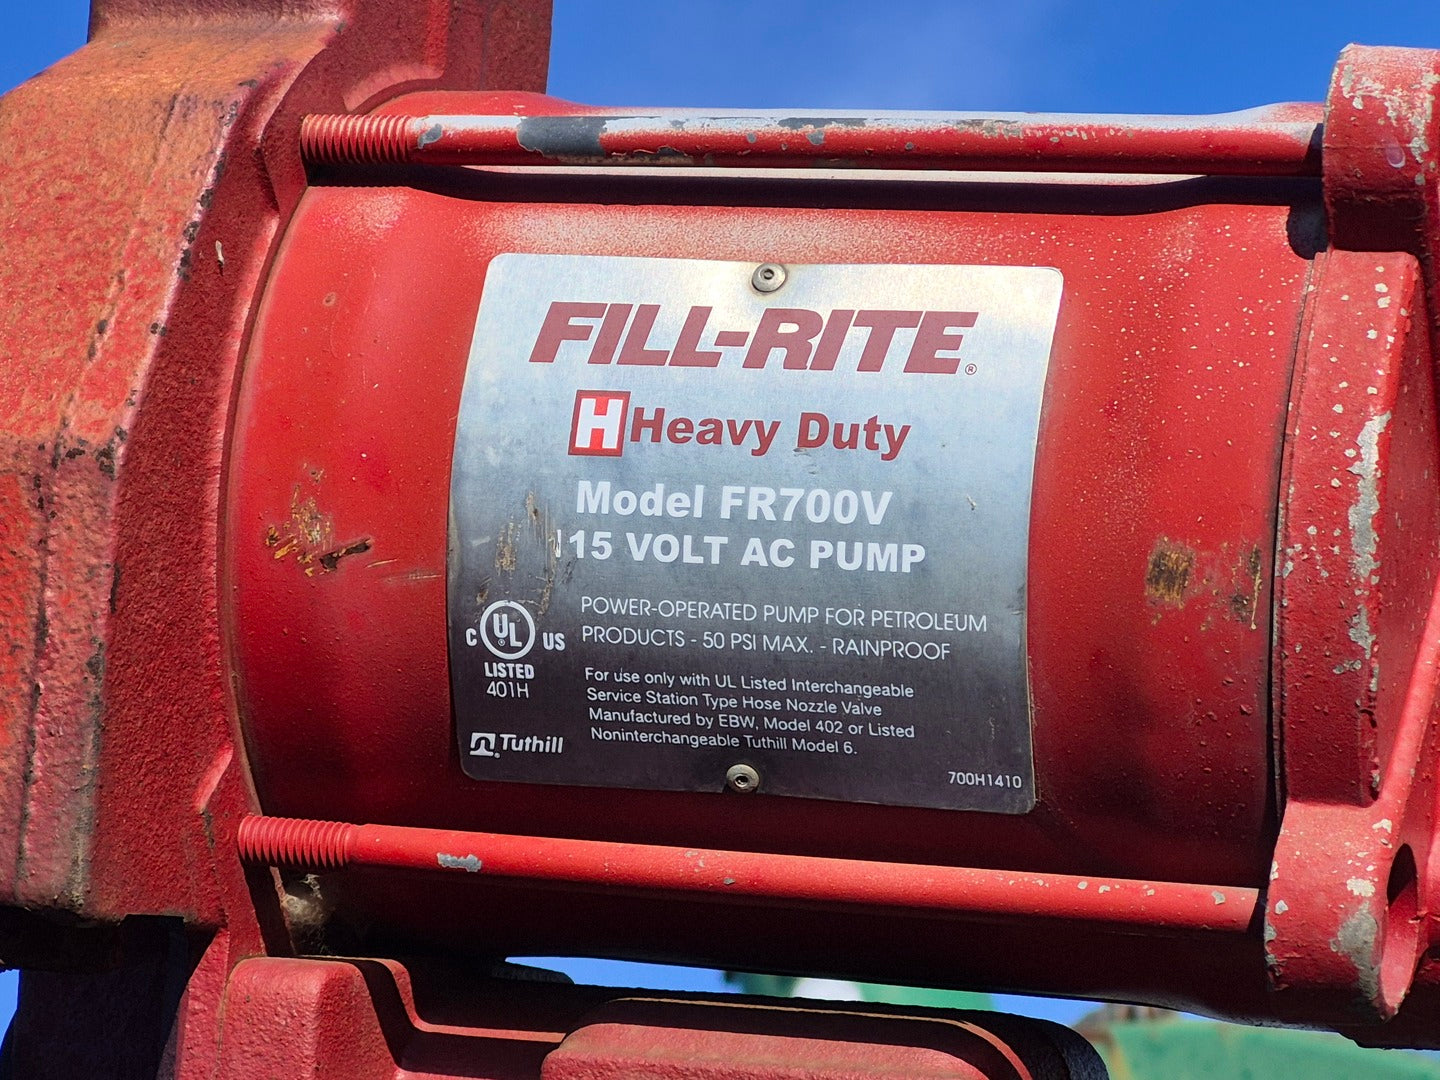 FILL-RITE®
H Heavy Duty
Model FR700V
115 VOLT AC PUMP
POWER-OPERATED PUMP FOR PETROLEUM
PRODUCTS - 50 PSI MAX. - RAINPROOF
C UL® US
LISTED
401H
For use only with UL Listed Interchangeable
Service Station Type Hose Nozzle Valve
Manufactured by EBW, Model 402 or Listed
Noninterchangeable Tuthill Model 6.
Tuthill
700H1410